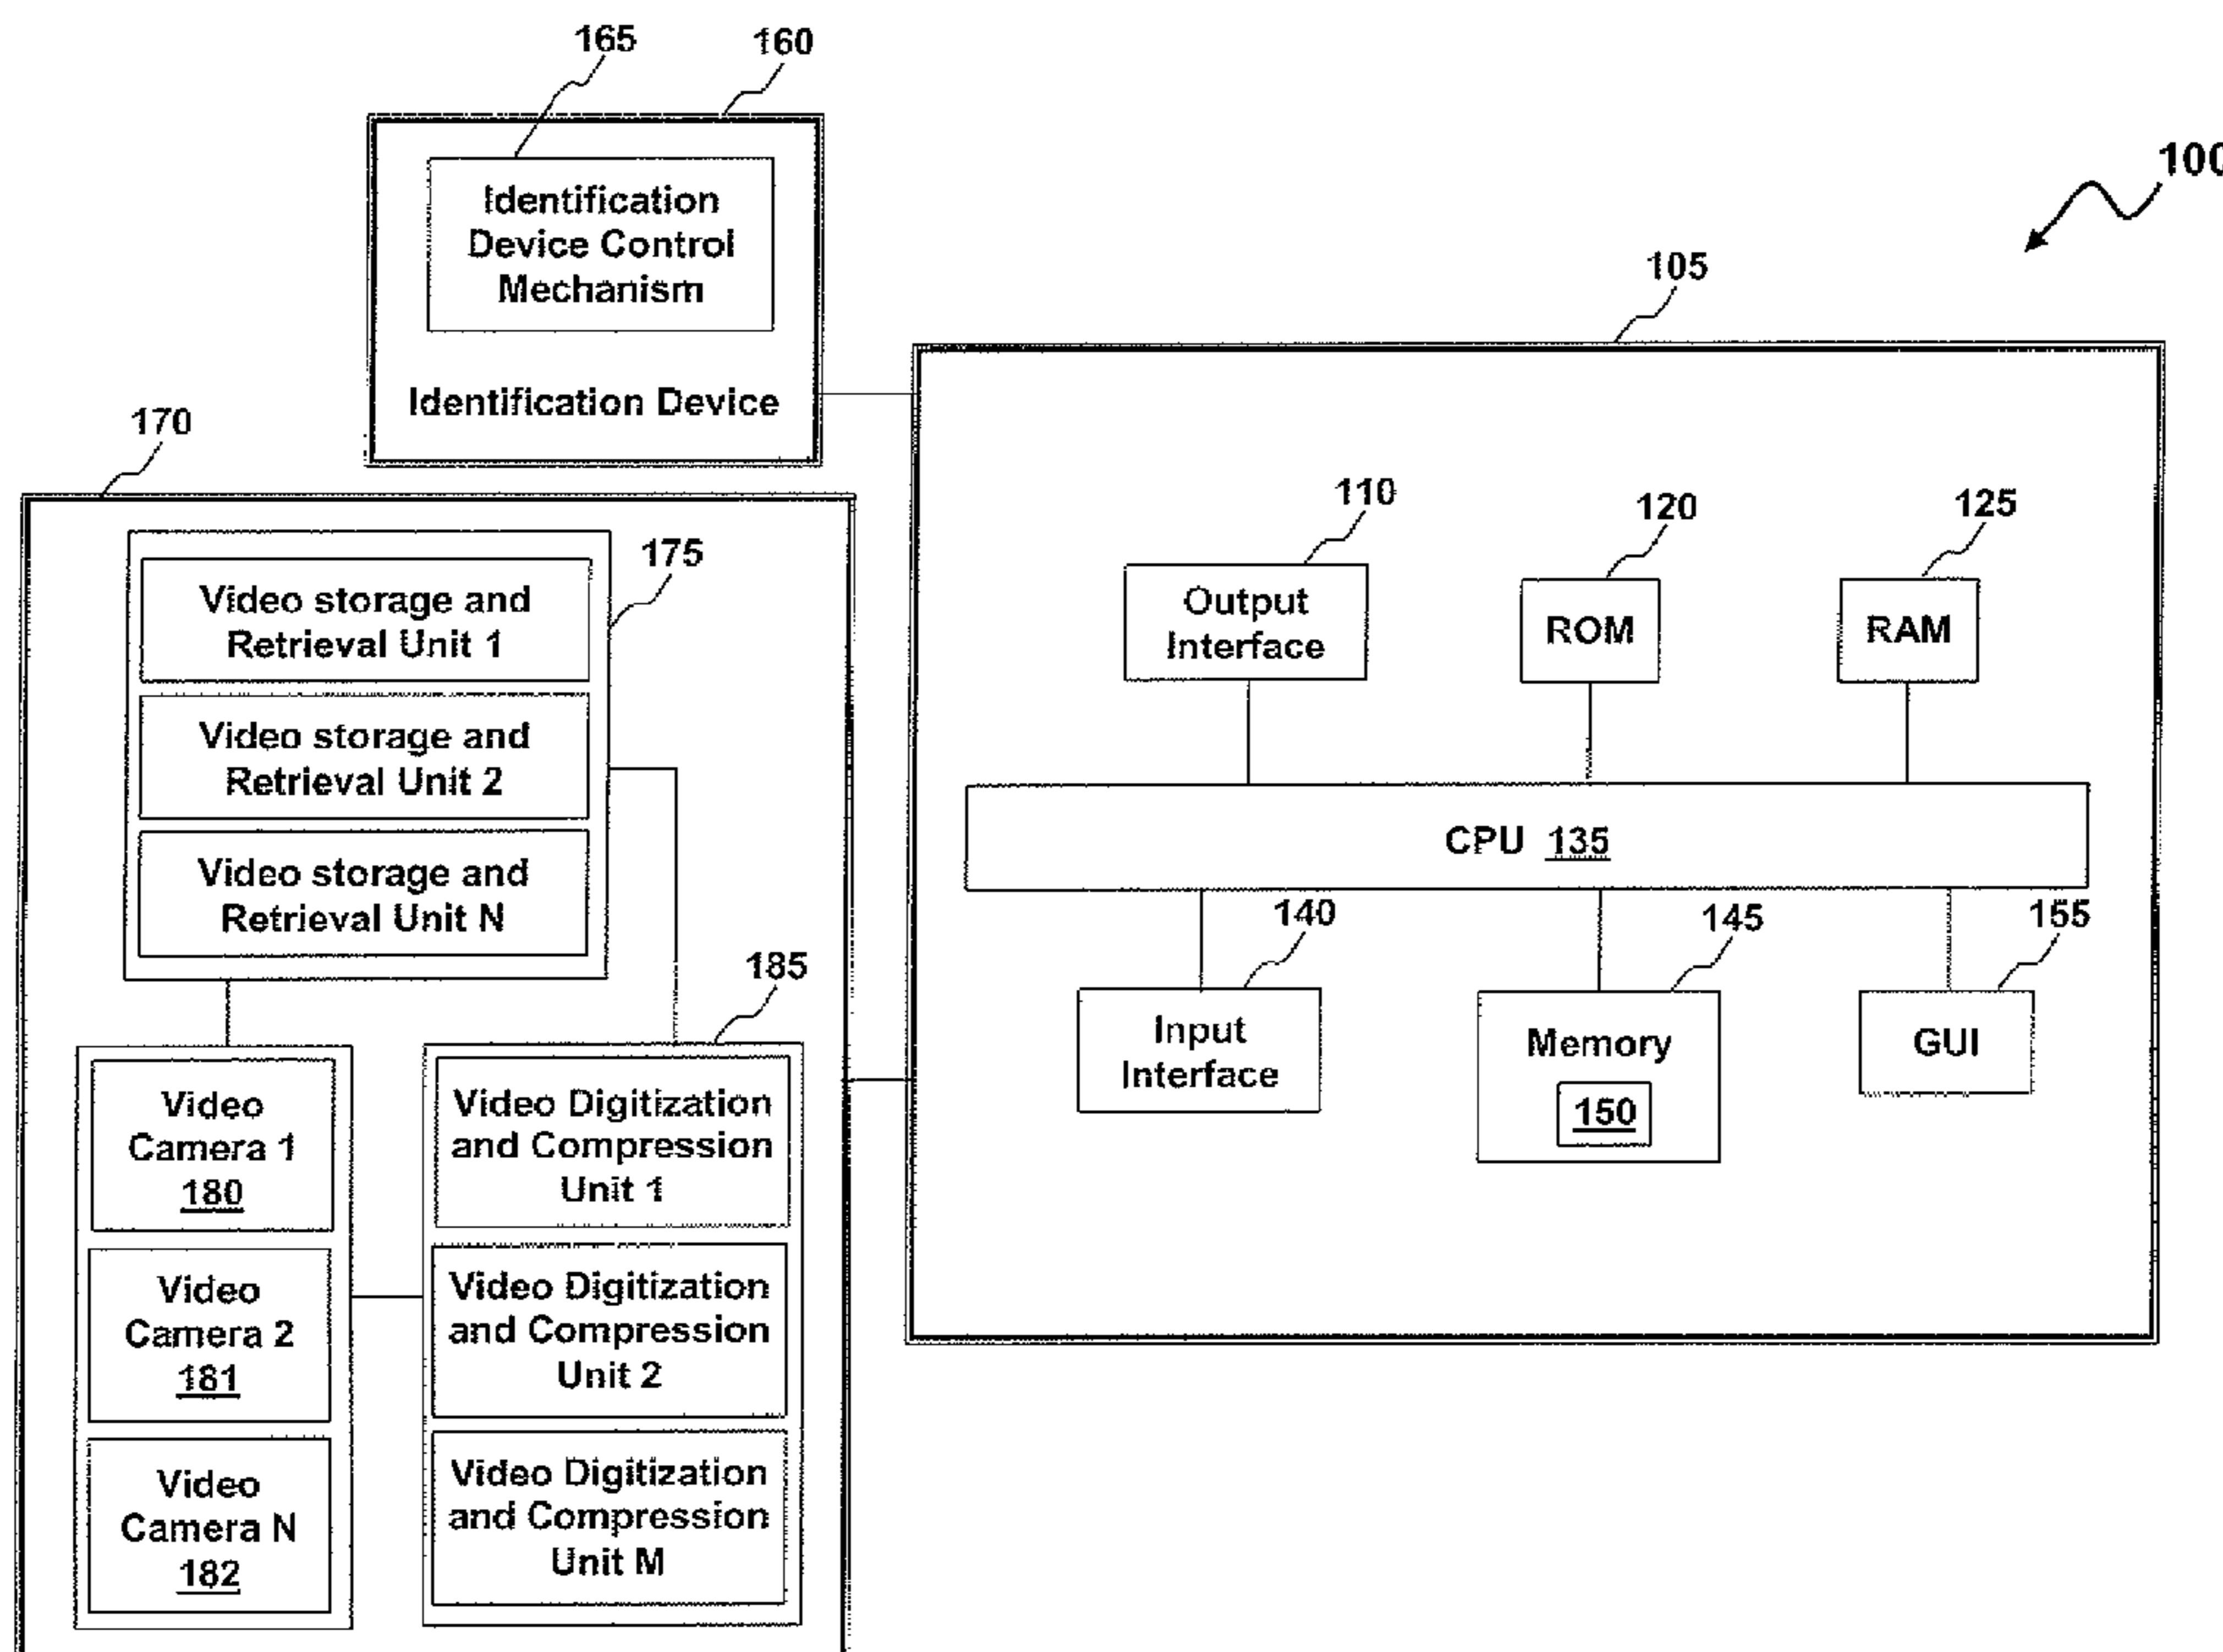 165
160
100
Identification
Device Control
Mechanism
Identification Device
105
170
110
120
125
175
Video storage and
Retrieval Unit 1
Video storage and
Retrieval Unit 2
Video storage and
Retrieval Unit N
Output
Interface
ROM
RAM
CPU 135
140
145
155
Input
Interface
Memory
150
GUI
185
Video
Camera 1
180
Video
Camera 2
181
Video
Camera N
182
Video Digitization
and Compression
Unit 1
Video Digitization
and Compression
Unit 2
Video Digitization
and Compression
Unit M